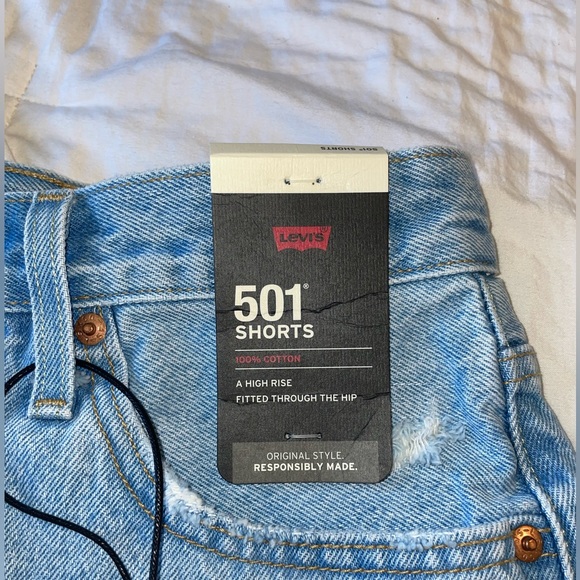 501® SHORTS
Levi's
501®
SHORTS
100% COTTON
A HIGH RISE
FITTED THROUGH THE HIP
ORIGINAL STYLE.
RESPONSIBLY MADE.